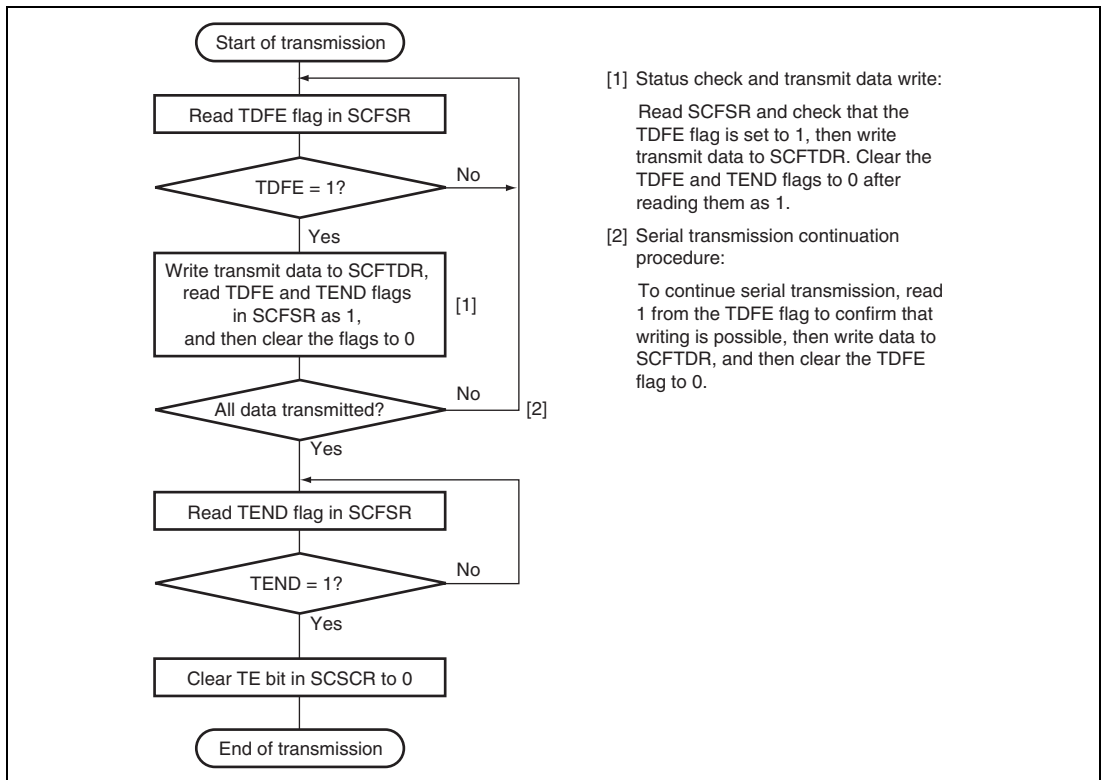 Start of transmission
Read TDFE flag in SCFSR
TDFE = 1?
No
Yes
Write transmit data to SCFTDR,
read TDFE and TEND flags
in SCFSR as 1,
and then clear the flags to 0
[1]
All data transmitted?
No
[2]
Yes
Read TEND flag in SCFSR
TEND = 1?
No
Yes
Clear TE bit in SCSCR to 0
End of transmission
[1] Status check and transmit data write:
Read SCFSR and check that the
TDFE flag is set to 1, then write
transmit data to SCFTDR. Clear the
TDFE and TEND flags to 0 after
reading them as 1.
[2] Serial transmission continuation
procedure:
To continue serial transmission, read
1 from the TDFE flag to confirm that
writing is possible, then write data to
SCFTDR, and then clear the TDFE
flag to 0.